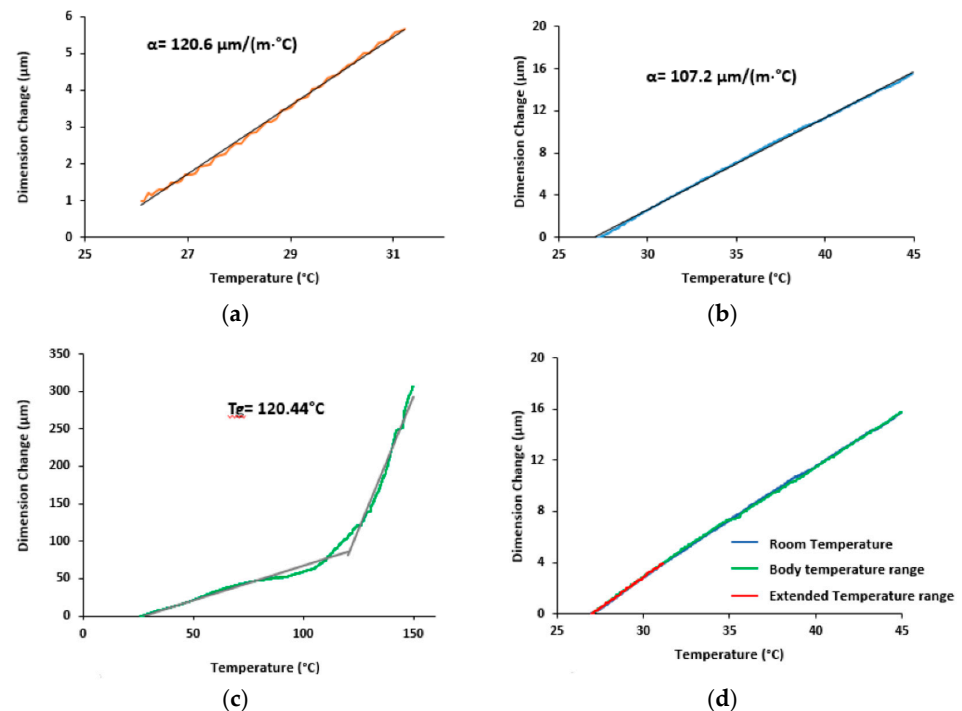 6
5
4
3
2
1
0
25
27
29
31
Dimension Change (µm)
Temperature (°C)
α= 120.6 µm/(m·°C)
(a)
20
16
12
8
4
0
25
30
35
40
45
Dimension Change (µm)
Temperature (°C)
α= 107.2 µm/(m·°C)
(b)
350
300
250
200
150
100
50
0
0
50
100
150
Dimension Change (µm)
Temperature (°C)
Tg= 120.44°C
(c)
20
16
12
8
4
0
25
30
35
40
45
Dimension Change (µm)
Temperature (°C)
Room Temperature
Body temperature range
Extended Temperature range
(d)